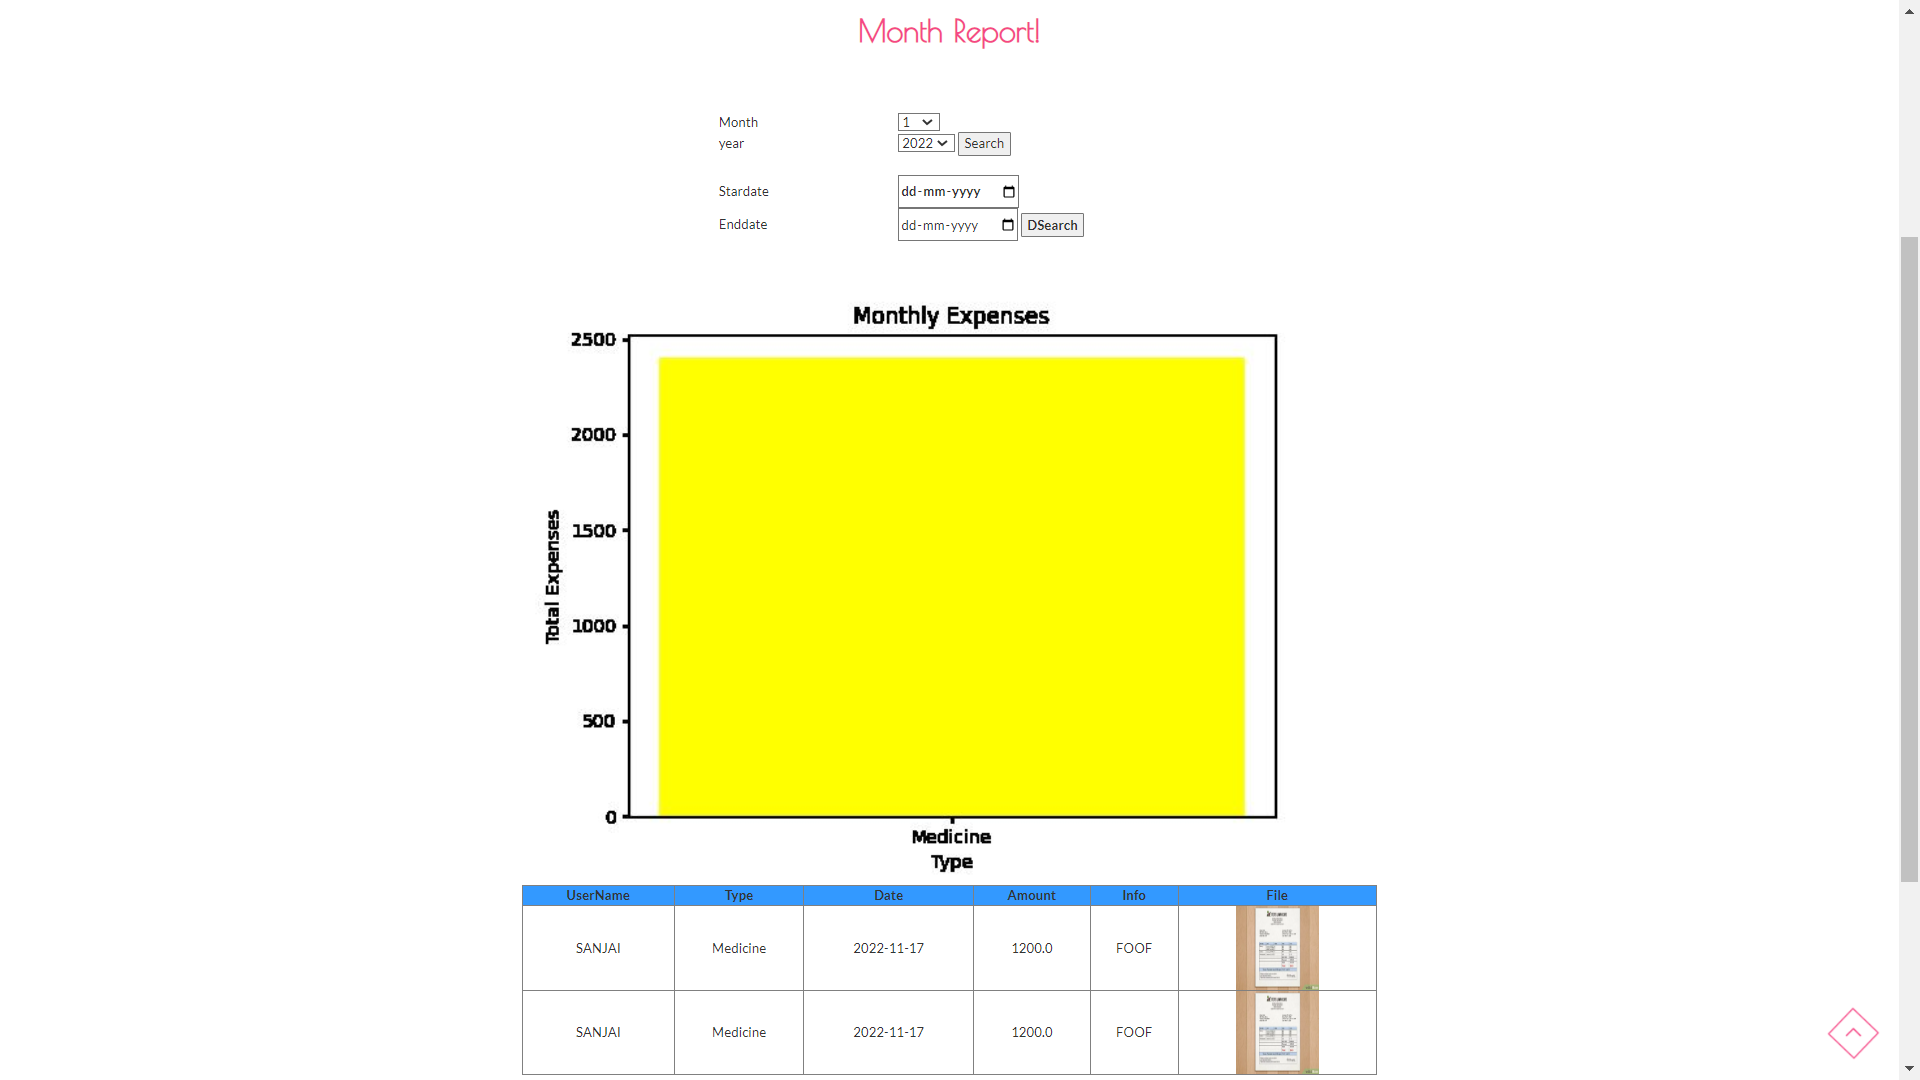 Month Report!
Month 1
year 2022 Search
Stardate dd-mm-yyyy
Enddate dd-mm-yyyy DSearch
Monthly Expenses
2500
2000
1500
1000
500
0
Total Expenses
Medicine
Type
UserName Type Date Amount Info File
SANJAI Medicine 2022-11-17 1200.0 FOOF
SANJAI Medicine 2022-11-17 1200.0 FOOF